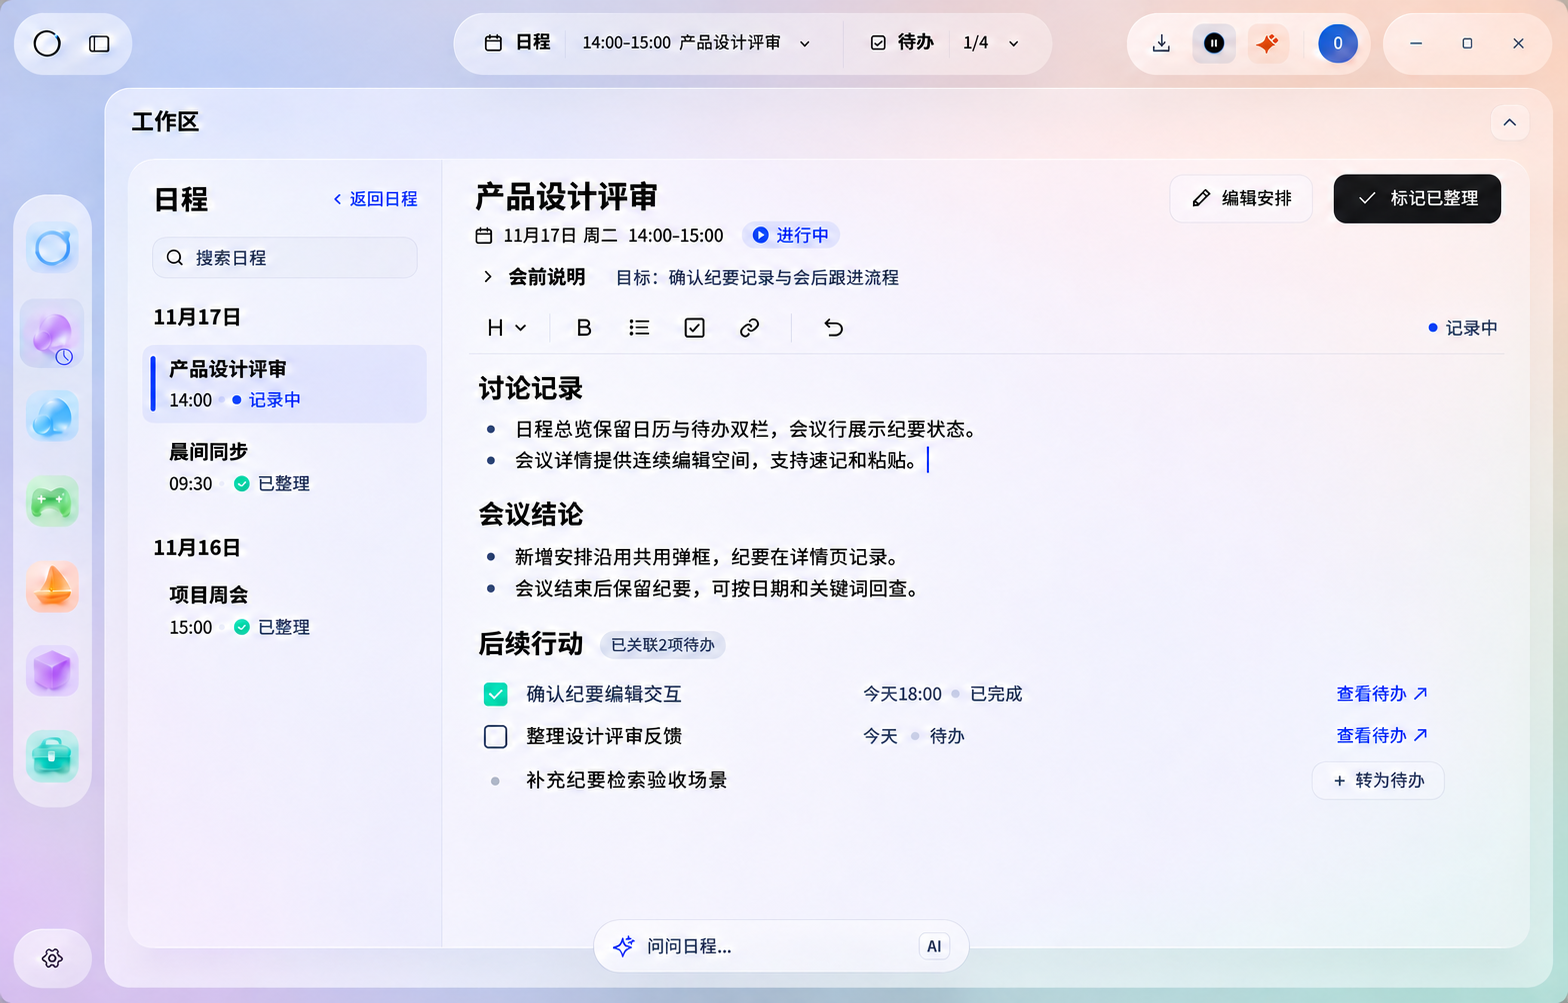 日程 14:00-15:00 产品设计评审 待办 1/4 0
工作区
日程 返回日程
搜索日程
11月17日
产品设计评审
14:00 记录中
晨间同步
09:30 已整理
11月16日
项目周会
15:00 已整理
产品设计评审 编辑安排 标记已整理
11月17日 周二 14:00-15:00 进行中
会前说明 目标：确认纪要记录与会后跟进流程
H B 记录中
讨论记录
日程总览保留日历与待办双栏，会议行展示纪要状态。
会议详情提供连续编辑空间，支持速记和粘贴。
会议结论
新增安排沿用共用弹框，纪要在详情页记录。
会议结束后保留纪要，可按日期和关键词回查。
后续行动 已关联2项待办
确认纪要编辑交互 今天18:00 已完成 查看待办
整理设计评审反馈 今天 待办 查看待办
补充纪要检索验收场景 + 转为待办
问问日程... AI